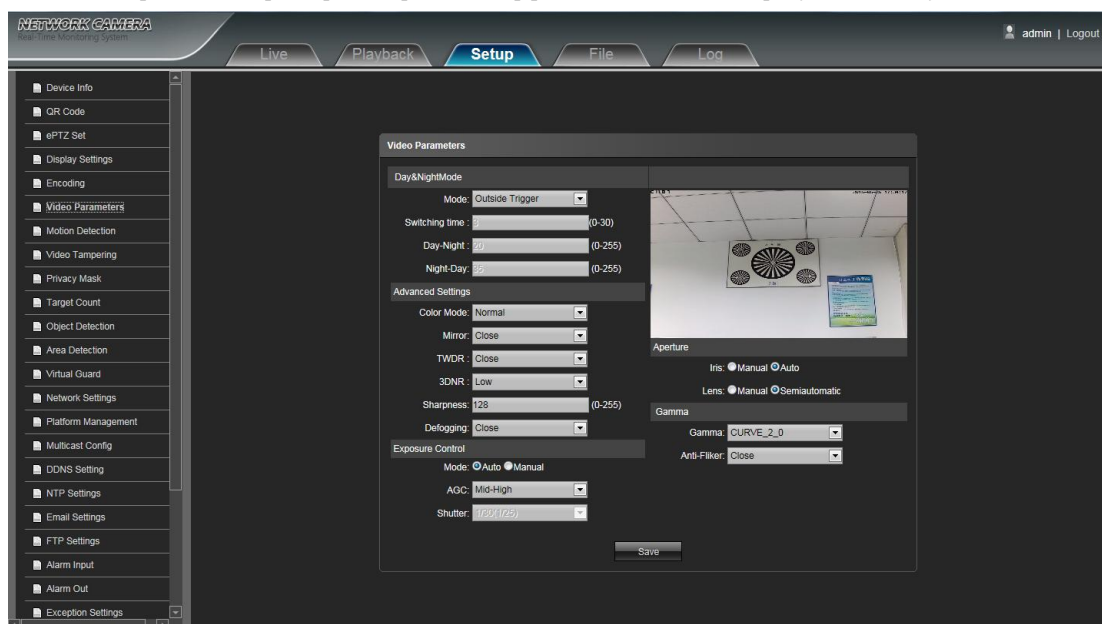 NETWORK CAMERA
Real-Time Monitoring System
Live
Playback
Setup
File
Log
admin | Logout
Device Info
QR Code
ePTZ Set
Display Settings
Encoding
Video Parameters
Motion Detection
Video Tampering
Privacy Mask
Target Count
Object Detection
Area Detection
Virtual Guard
Network Settings
Platform Management
Multicast Config
DDNS Setting
NTP Settings
Email Settings
FTP Settings
Alarm Input
Alarm Out
Exception Settings
Video Parameters
Day&NightMode
Mode: Outside Trigger
Switching time : 3 (0-30)
Day-Night : 20 (0-255)
Night-Day: 35 (0-255)
Advanced Settings
Color Mode: Normal
Mirror: Close
TWDR : Close
3DNR : Low
Sharpness: 128 (0-255)
Defogging: Close
Exposure Control
Mode: Auto Manual
AGC: Mid-High
Shutter: 1/30(1/25)
Aperture
Iris: Manual Auto
Lens: Manual Semiautomatic
Gamma
Gamma: CURVE_2_0
Anti-Fliker: Close
Save